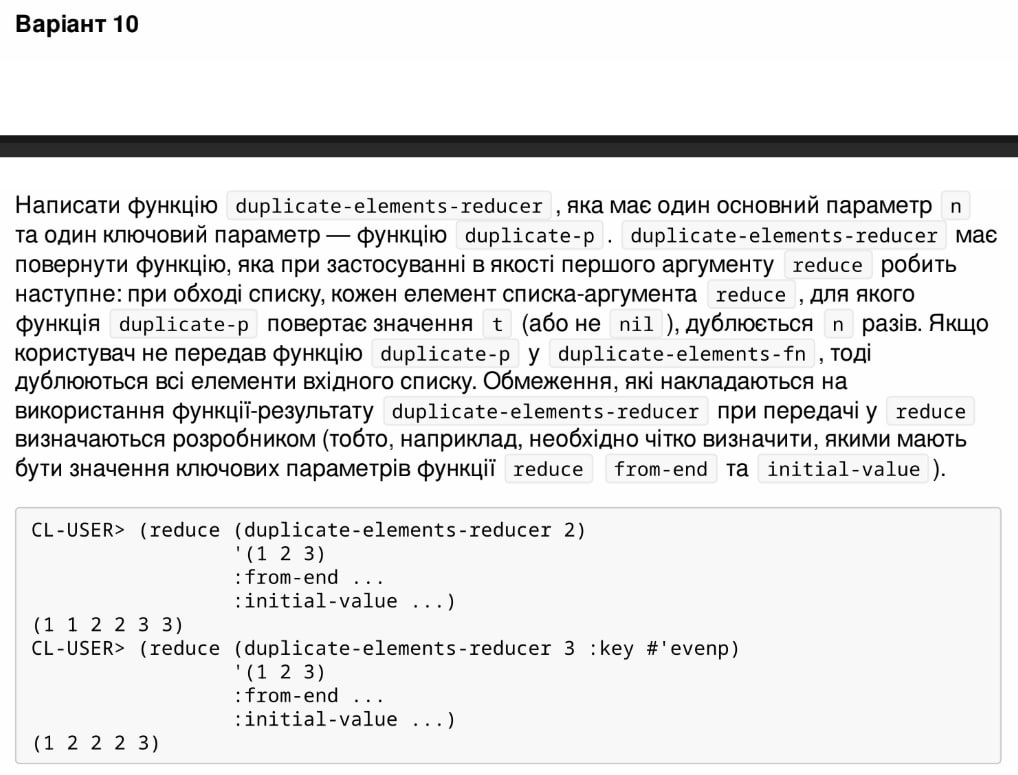 Варіант 10
Написати функцію duplicate-elements-reducer , яка має один основний параметр n
та один ключовий параметр — функцію duplicate-p . duplicate-elements-reducer має
повернути функцію, яка при застосуванні в якості першого аргументу reduce робить
наступне: при обході списку, кожен елемент списка-аргумента reduce , для якого
функція duplicate-p повертає значення t (або не nil ), дублюється n разів. Якщо
користувач не передав функцію duplicate-p у duplicate-elements-fn , тоді
дублюються всі елементи вхідного списку. Обмеження, які накладаються на
використання функції-результату duplicate-elements-reducer при передачі у reduce
визначаються розробником (тобто, наприклад, необхідно чітко визначити, якими мають
бути значення ключових параметрів функції reduce from-end та initial-value ).
CL-USER> (reduce (duplicate-elements-reducer 2)
'(1 2 3)
:from-end ...
:initial-value ...)
(1 1 2 2 3 3)
CL-USER> (reduce (duplicate-elements-reducer 3 :key #'evenp)
'(1 2 3)
:from-end ...
:initial-value ...)
(1 2 2 2 3)